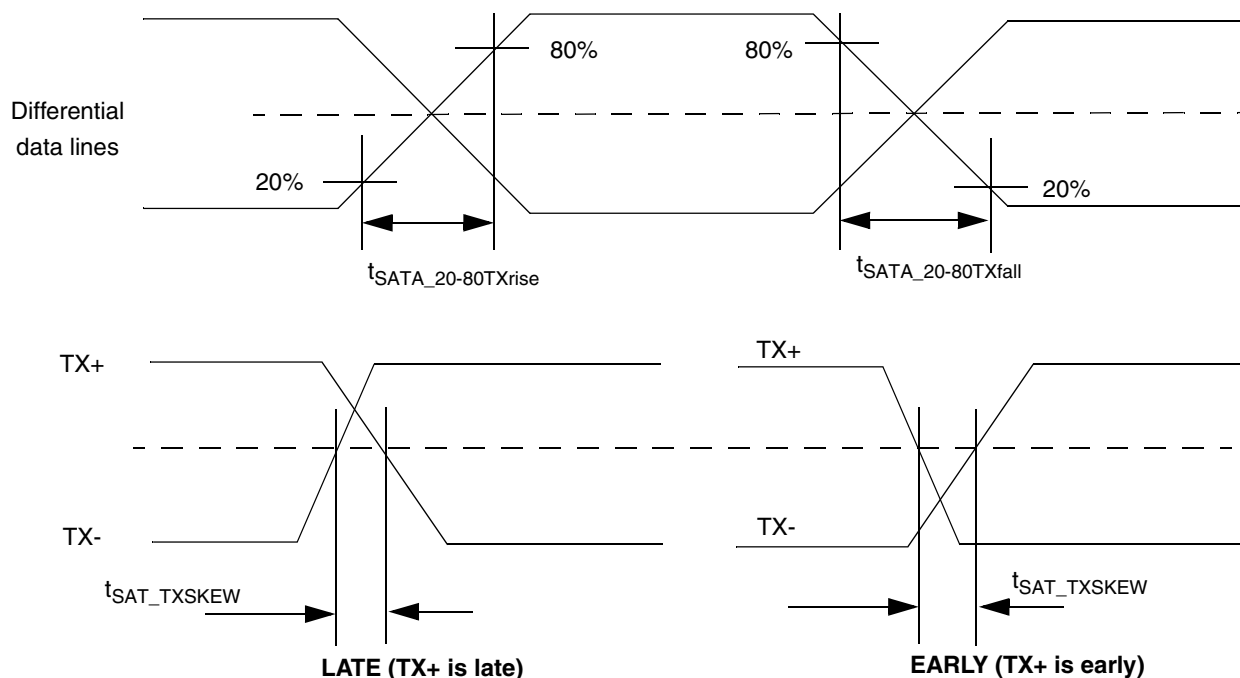 80%
80%
Differential
data lines
20%
20%
tSATA_20-80TXrise
tSATA_20-80TXfall
TX+
TX+
TX-
TX-
tSAT_TXSKEW
tSAT_TXSKEW
LATE (TX+ is late)
EARLY (TX+ is early)